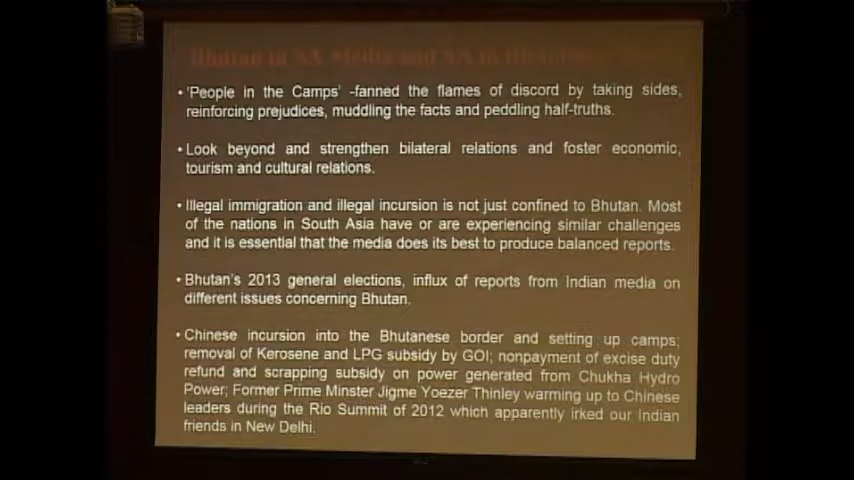 Bhutan in SA Media and SA in
• 'People in the Camps' -fanned the flames of discord by taking sides,
reinforcing prejudices, muddling the facts and peddling half-truths.
• Look beyond and strengthen bilateral relations and foster economic,
tourism and cultural relations.
• Illegal immigration and illegal incursion is not just confined to Bhutan. Most
of the nations in South Asia have or are experiencing similar challenges
and it is essential that the media does its best to produce balanced reports.
• Bhutan's 2013 general elections, influx of reports from Indian media on
different issues concerning Bhutan.
• Chinese incursion into the Bhutanese border and setting up camps;
removal of Kerosene and LPG subsidy by GOI; nonpayment of excise duty
refund and scrapping subsidy on power generated from Chukha Hydro
Power; Former Prime Minster Jigme Yoezer Thinley warming up to Chinese
leaders during the Rio Summit of 2012 which apparently irked our Indian
friends in New Delhi.